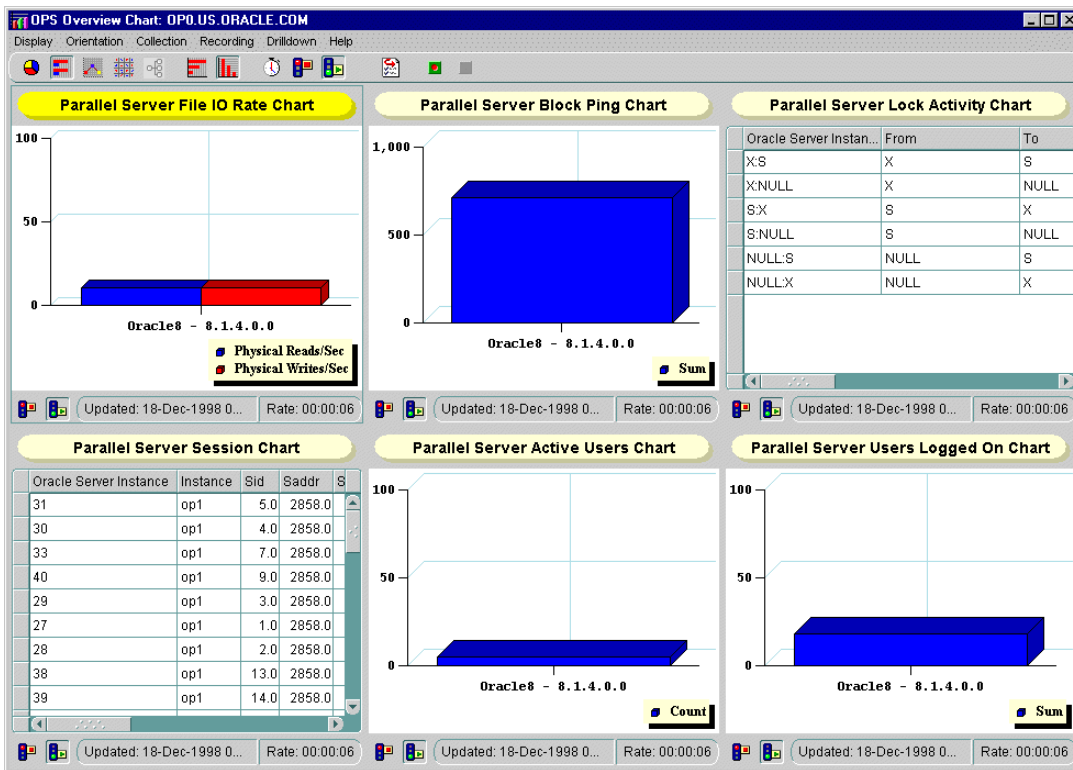 OPS Overview Chart: OP0.US.ORACLE.COM
Display Orientation Collection Recording Drilldown Help
Parallel Server File IO Rate Chart
100
50
0
Oracle8 - 8.1.4.0.0
Physical Reads/Sec
Physical Writes/Sec
Updated: 18-Dec-1998 0... Rate: 00:00:06
Parallel Server Block Ping Chart
1,000
500
0
Oracle8 - 8.1.4.0.0
Sum
Updated: 18-Dec-1998 0... Rate: 00:00:06
Parallel Server Lock Activity Chart
Oracle Server Instan... From To
X:S X S
X:NULL X NULL
S:X S X
S:NULL S NULL
NULL:S NULL S
NULL:X NULL X
Updated: 18-Dec-1998 0... Rate: 00:00:06
Parallel Server Session Chart
Oracle Server Instance Instance Sid Saddr S
31 op1 5.0 2858.0
30 op1 4.0 2858.0
33 op1 7.0 2858.0
40 op1 9.0 2858.0
29 op1 3.0 2858.0
27 op1 1.0 2858.0
28 op1 2.0 2858.0
38 op1 13.0 2858.0
39 op1 14.0 2858.0
Updated: 18-Dec-1998 0... Rate: 00:00:06
Parallel Server Active Users Chart
100
50
0
Oracle8 - 8.1.4.0.0
Count
Updated: 18-Dec-1998 0... Rate: 00:00:06
Parallel Server Users Logged On Chart
100
50
0
Oracle8 - 8.1.4.0.0
Sum
Updated: 18-Dec-1998 0... Rate: 00:00:06